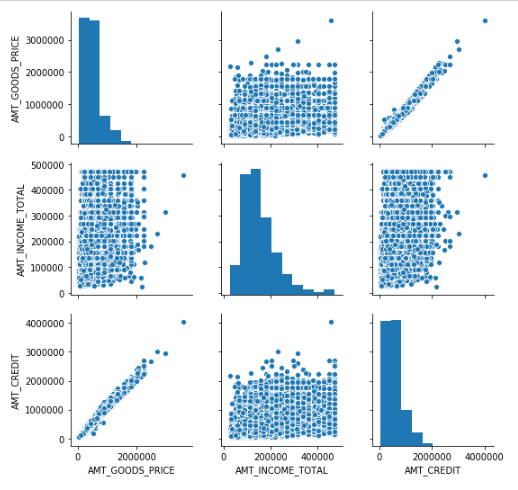 AMT_GOODS_PRICE
3000000
2000000
1000000
0
AMT_INCOME_TOTAL
500000
400000
300000
200000
100000
0
AMT_CREDIT
4000000
3000000
2000000
1000000
0
0 2000000
AMT_GOODS_PRICE
0 200000 400000
AMT_INCOME_TOTAL
0 2000000 4000000
AMT_CREDIT